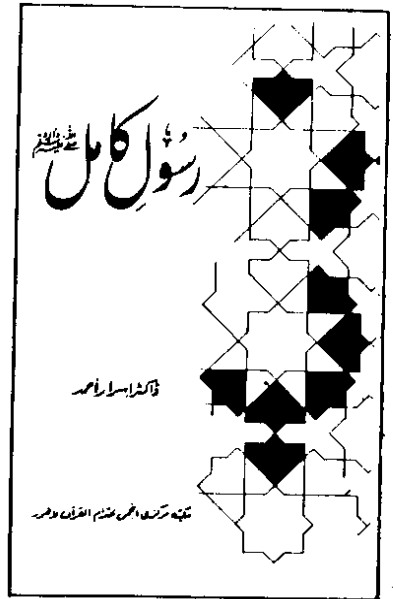 رسولِ کامل ﷺ
ڈاکٹر اسرار احمد
مکتبہ مرکزی انجمن خدام القرآن لاہور